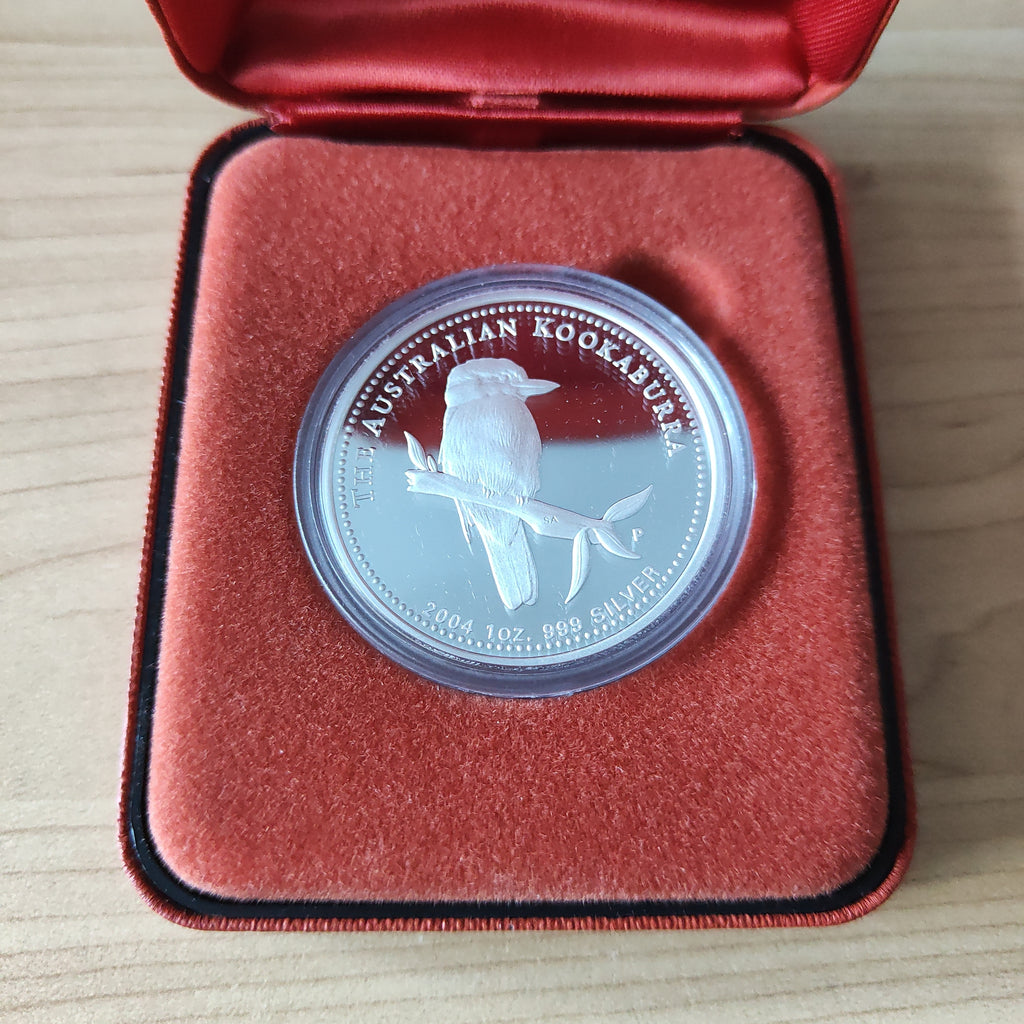 THE AUSTRALIAN KOOKABURRA
SA
P
2004 1OZ. 999 SILVER